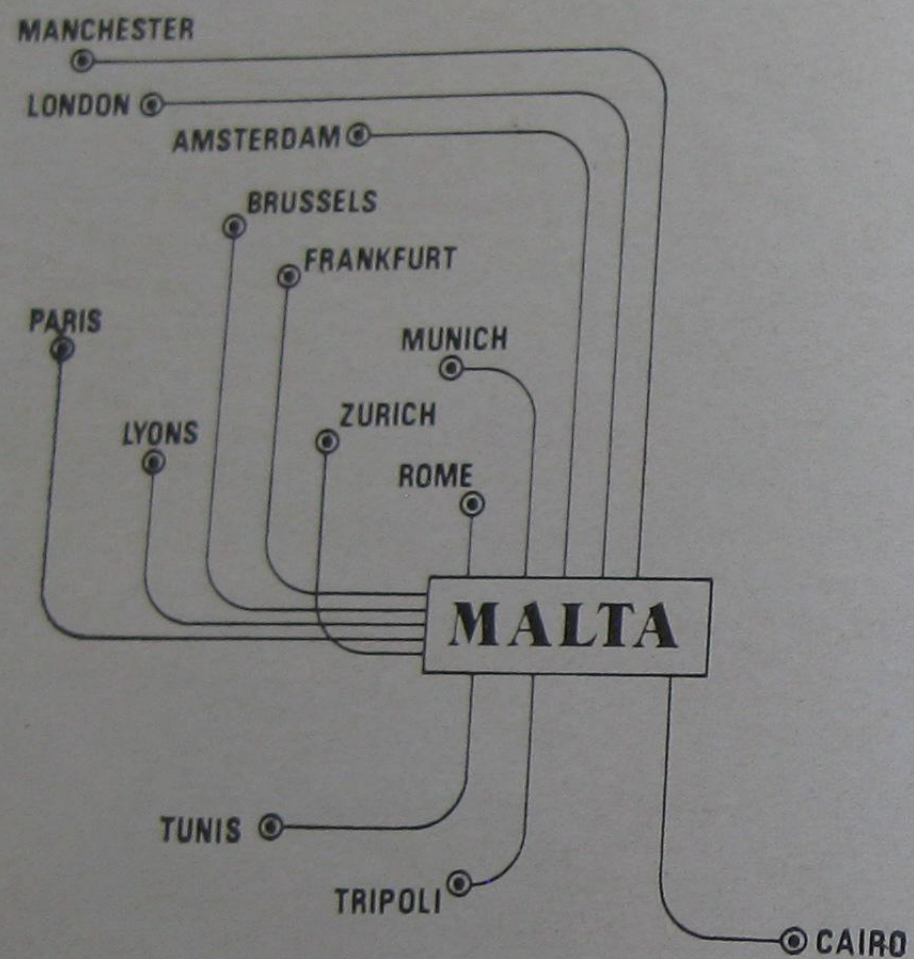 MANCHESTER
LONDON
AMSTERDAM
BRUSSELS
FRANKFURT
PARIS
MUNICH
ZURICH
LYONS
ROME
MALTA
TUNIS
TRIPOLI
CAIRO